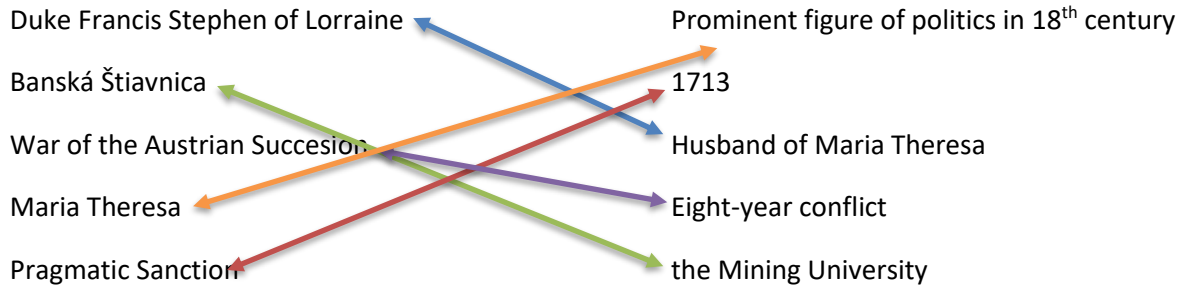 Duke Francis Stephen of Lorraine Prominent figure of politics in 18th century
Banská Štiavnica 1713
War of the Austrian Succesion Husband of Maria Theresa
Maria Theresa Eight-year conflict
Pragmatic Sanction the Mining University